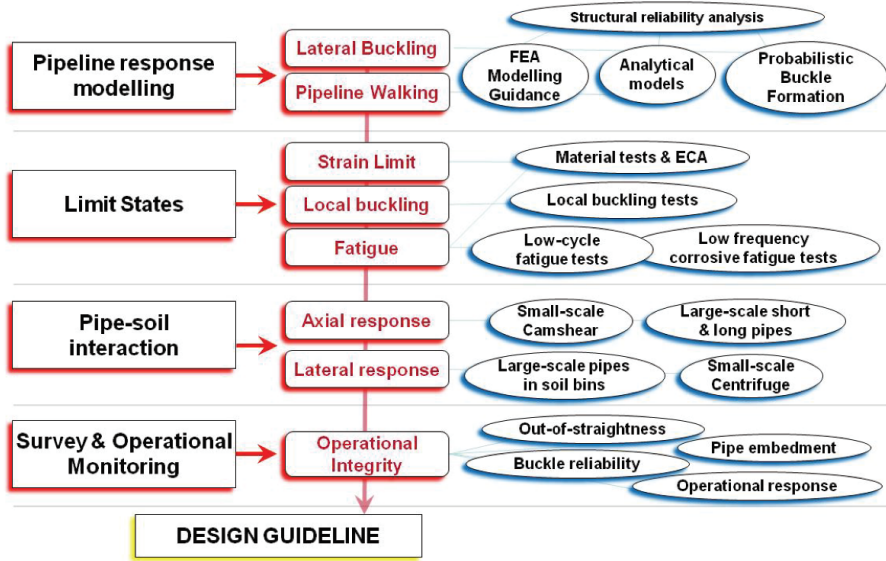 Structural reliability analysis
Pipeline response
modelling
Lateral Buckling
Pipeline Walking
FEA
Modelling
Guidance
Analytical
models
Probabilistic
Buckle
Formation
Limit States
Strain Limit
Local buckling
Fatigue
Material tests & ECA
Local buckling tests
Low-cycle
fatigue tests
Low frequency
corrosive fatigue tests
Pipe-soil
interaction
Axial response
Lateral response
Small-scale
Camshear
Large-scale short
& long pipes
Large-scale pipes
in soil bins
Small-scale
Centrifuge
Survey & Operational
Monitoring
Operational
Integrity
Out-of-straightness
Pipe embedment
Buckle reliability
Operational response
DESIGN GUIDELINE